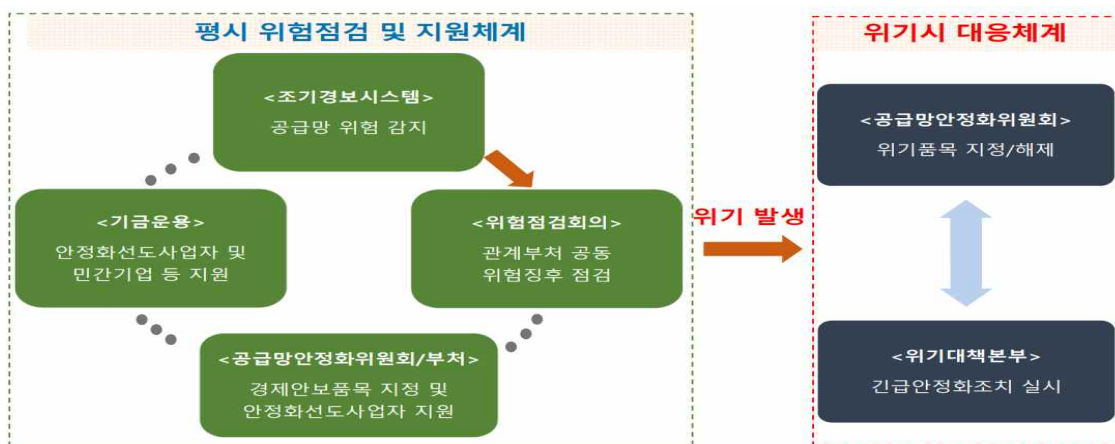 평시 위험점검 및 지원체계
<조기경보시스템>
공급망 위험 감지
<기금운용>
안정화선도사업자 및
민간기업 등 지원
<위험점검회의>
관계부처 공동
위험징후 점검
<공급망안정화위원회/부처>
경제안보품목 지정 및
안정화선도사업자 지원
위기 발생
위기시 대응체계
<공급망안정화위원회>
위기품목 지정/해제
<위기대책본부>
긴급안정화조치 실시